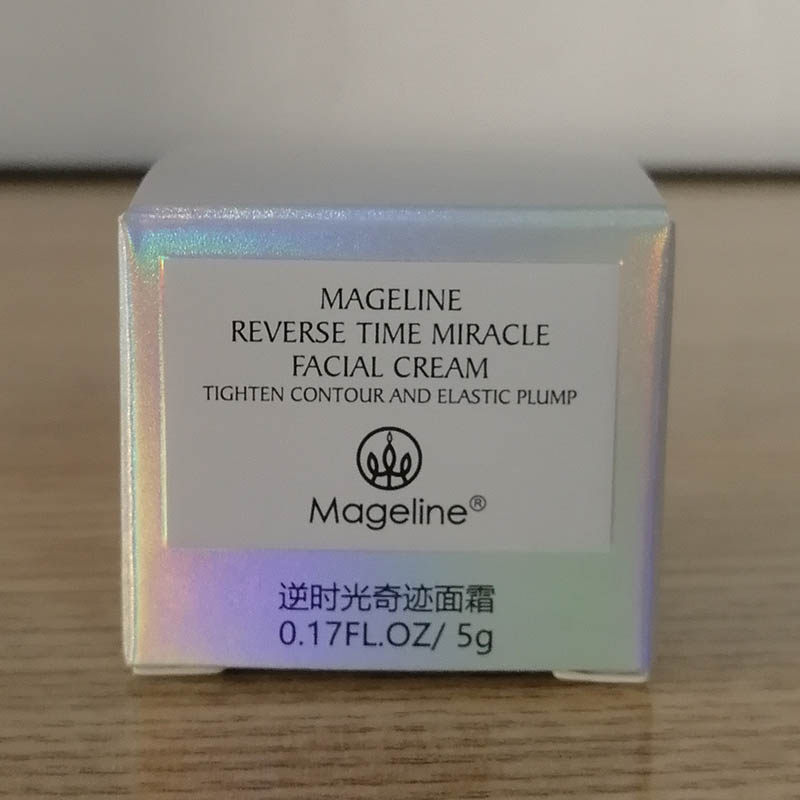 MAGELINE
REVERSE TIME MIRACLE
FACIAL CREAM
TIGHTEN CONTOUR AND ELASTIC PLUMP
Mageline®
逆时光奇迹面霜
0.17FL.OZ/ 5g